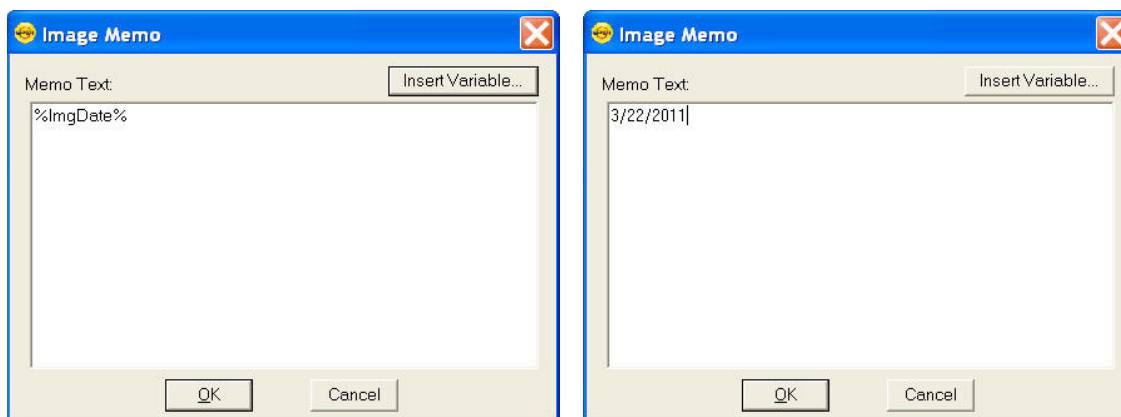 Image Memo
Memo Text:
Insert Variable...
%ImgDate%
OK
Cancel
Image Memo
Memo Text:
Insert Variable...
3/22/2011
OK
Cancel